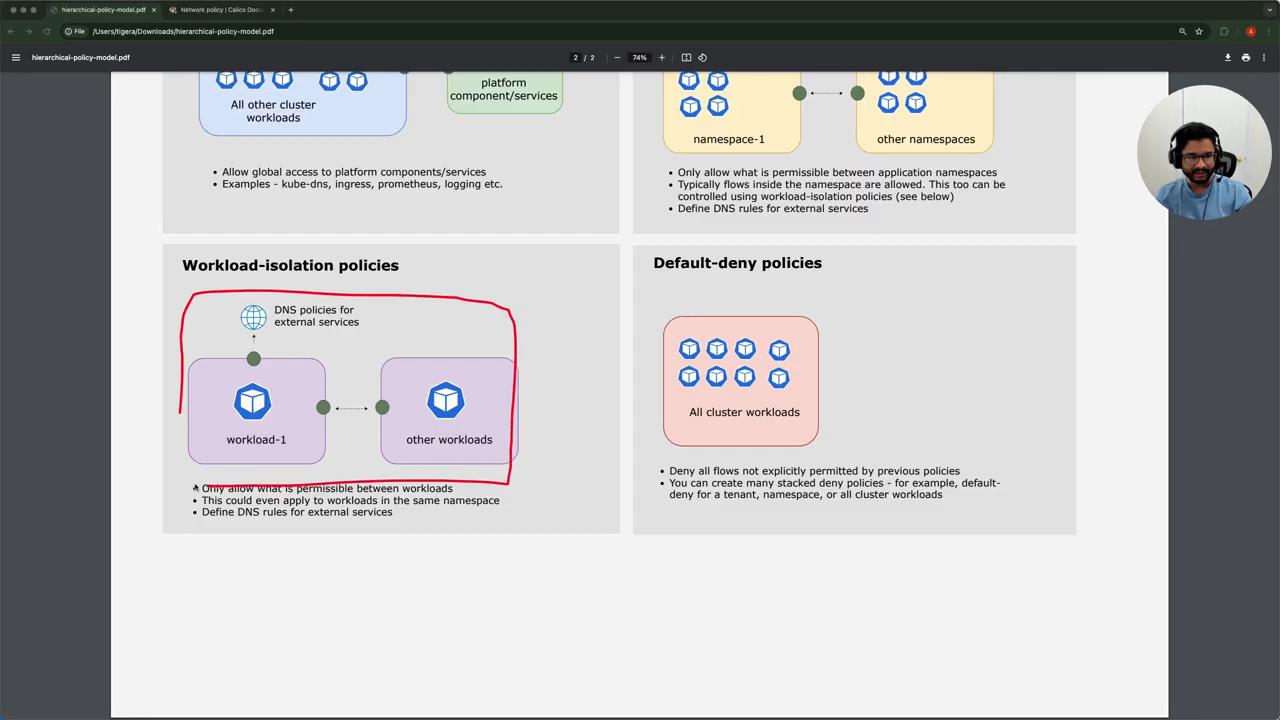 hierarchical-policy-model.pdf
Network policy | Calico Docu
File
/Users/tigera/Downloads/hierarchical-policy-model.pdf
A
hierarchical-policy-model.pdf
2 / 2
74%
All other cluster
workloads
platform
component/services
Allow global access to platform components/services
Examples - kube-dns, ingress, prometheus, logging etc.
namespace-1
other namespaces
Only allow what is permissible between application namespaces
Typically flows inside the namespace are allowed. This too can be
controlled using workload-isolation policies (see below)
Define DNS rules for external services
Workload-isolation policies
DNS policies for
external services
workload-1
other workloads
Only allow what is permissible between workloads
This could even apply to workloads in the same namespace
Define DNS rules for external services
Default-deny policies
All cluster workloads
Deny all flows not explicitly permitted by previous policies
You can create many stacked deny policies - for example, default-
deny for a tenant, namespace, or all cluster workloads